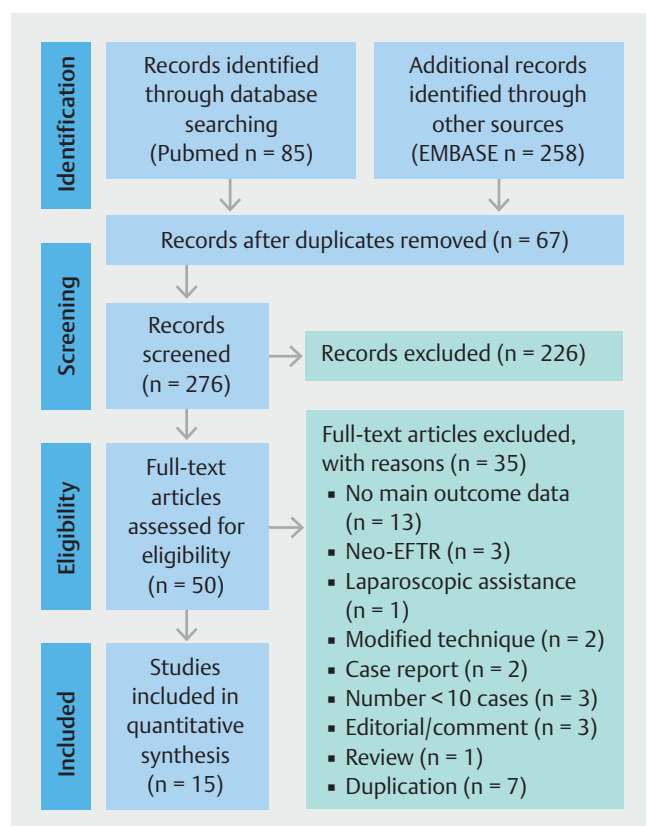 Identification
Records identified
through database
searching
(Pubmed n = 85)
Additional records
identified through
other sources
(EMBASE n = 258)
Records after duplicates removed (n = 67)
Screening
Records
screened
(n = 276)
Records excluded (n = 226)
Eligibility
Full-text
articles
assessed for
eligibility
(n = 50)
Full-text articles excluded,
with reasons (n = 35)
▪ No main outcome data
(n = 13)
▪ Neo-EFTR (n = 3)
▪ Laparoscopic assistance
(n = 1)
▪ Modified technique (n = 2)
▪ Case report (n = 2)
▪ Number < 10 cases (n = 3)
▪ Editorial/comment (n = 3)
▪ Review (n = 1)
▪ Duplication (n = 7)
Included
Studies
included in
quantitative
synthesis
(n = 15)